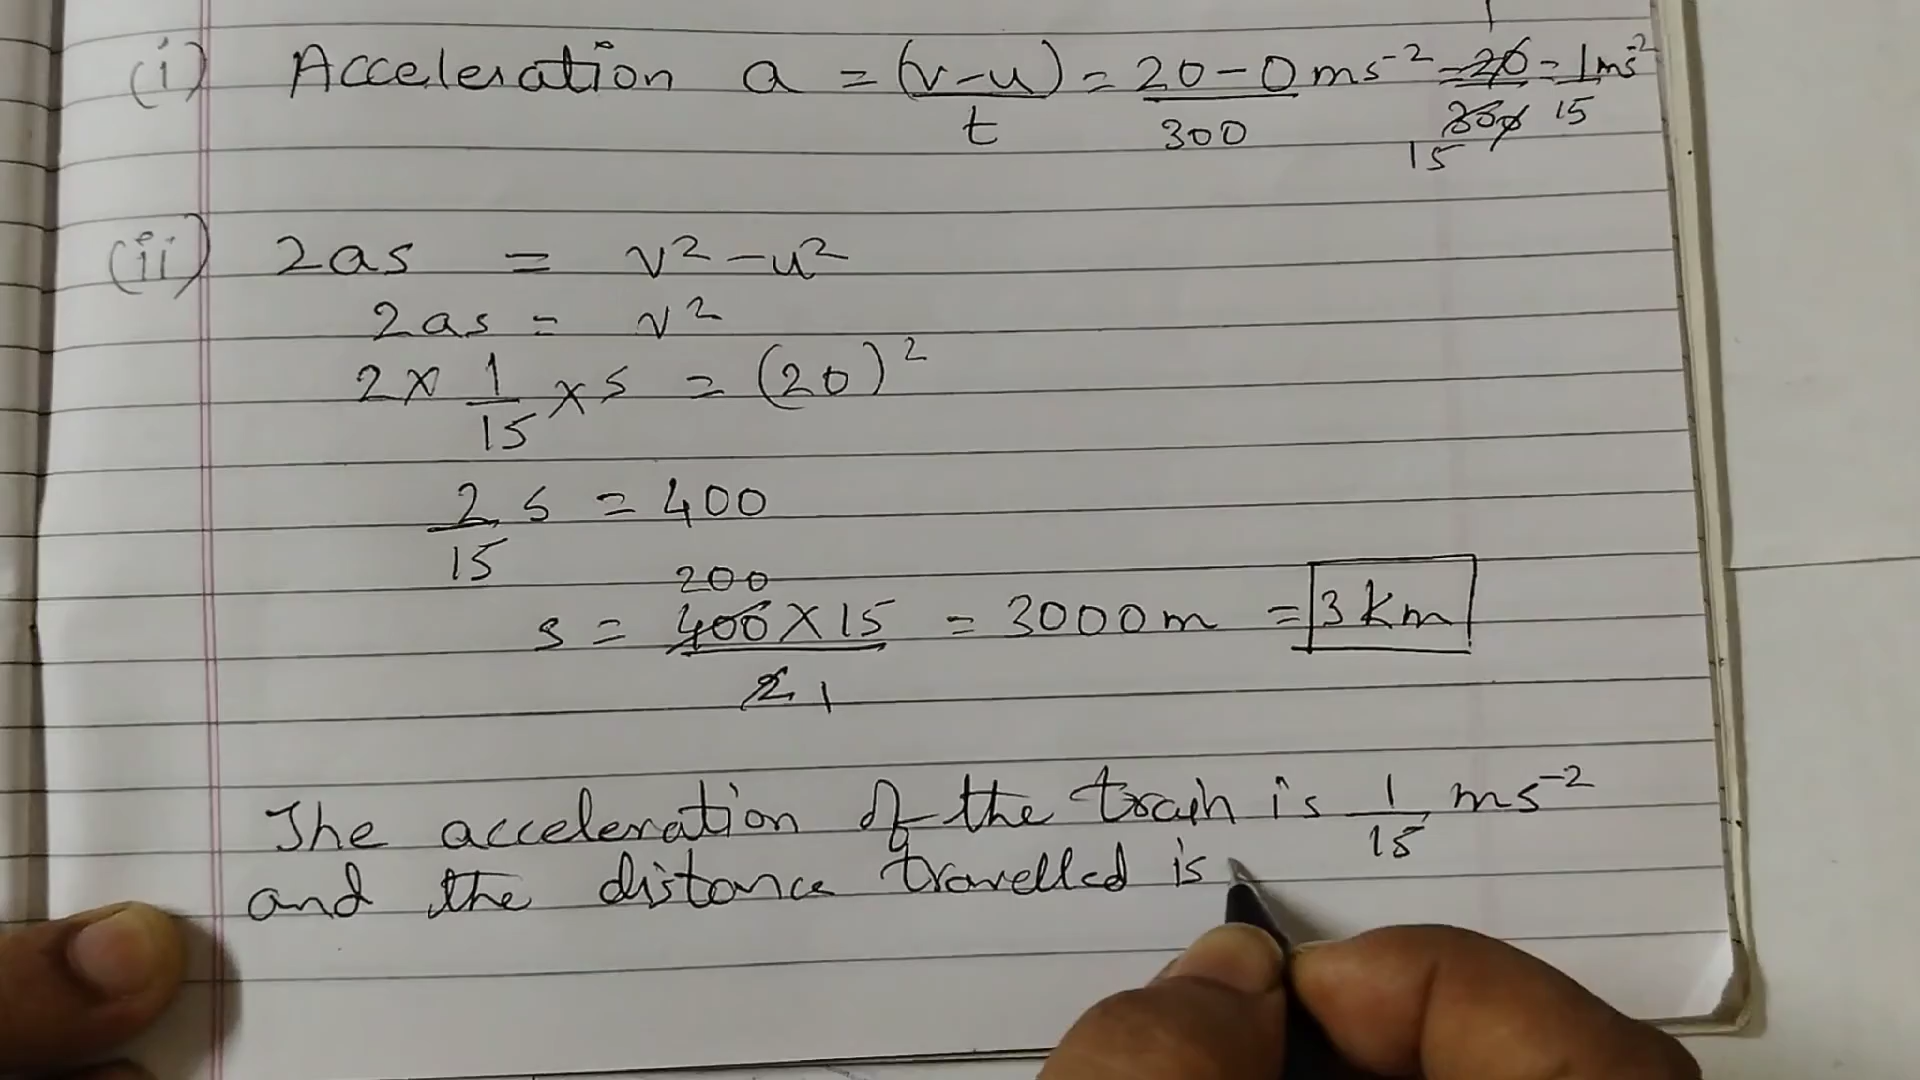 (i) Acceleration a = (v-u)/t = 20-0/300 ms⁻² = 20/300 = 1/15 ms⁻²
1
15
(ii) 2as = v² - u²
2as = v²
2 × 1/15 × s = (20)²
2/15 s = 400
200
s = 400 × 15/2 = 3000m = 3 km
1
The acceleration of the train is 1/15 ms⁻²
and the distance travelled is